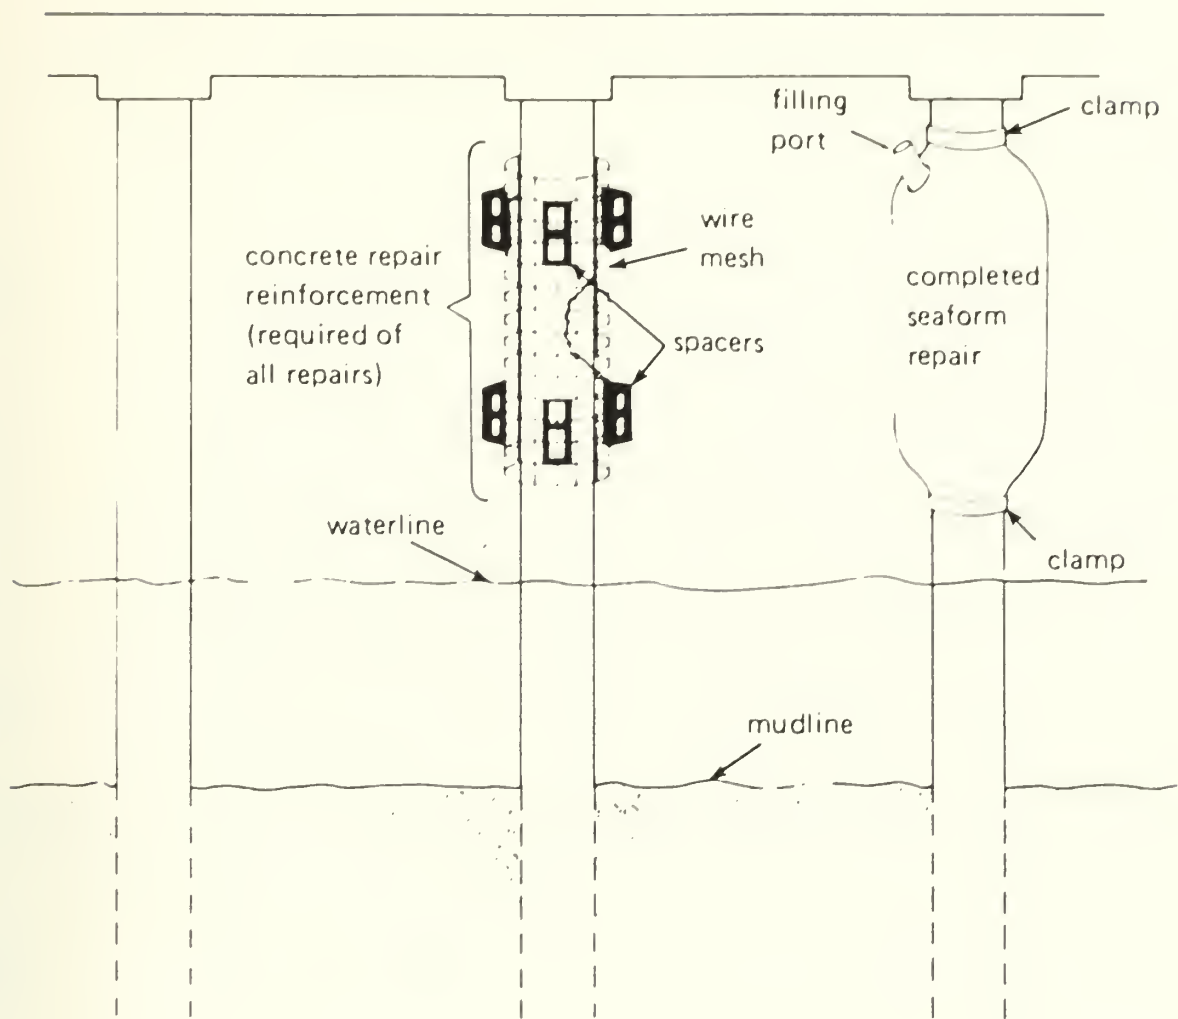 filling
port
clamp
wire
mesh
concrete repair
reinforcement
(required of
all repairs)
completed
seaform
repair
spacers
waterline
clamp
mudline